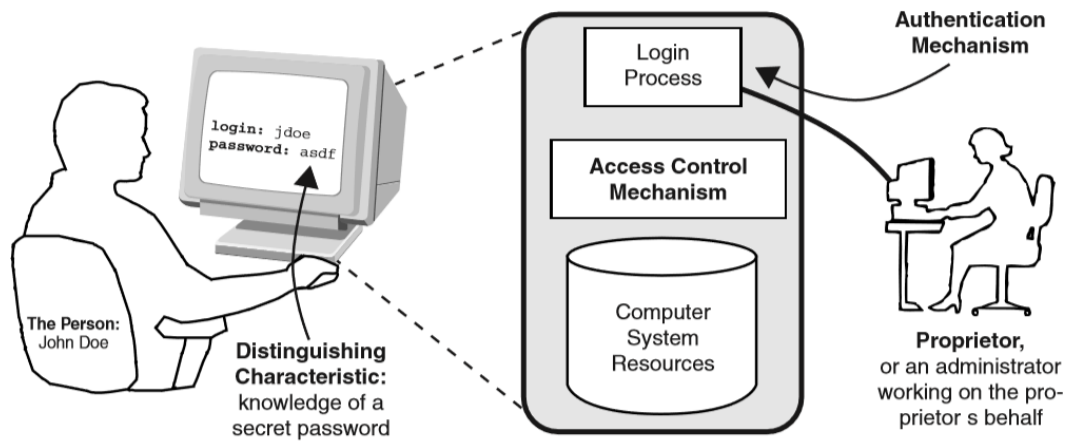 login: jdoe
password: asdf
The Person:
John Doe
Distinguishing
Characteristic:
knowledge of a
secret password
Login
Process
Access Control
Mechanism
Computer
System
Resources
Authentication
Mechanism
Proprietor,
or an administrator
working on the pro-
prietor s behalf